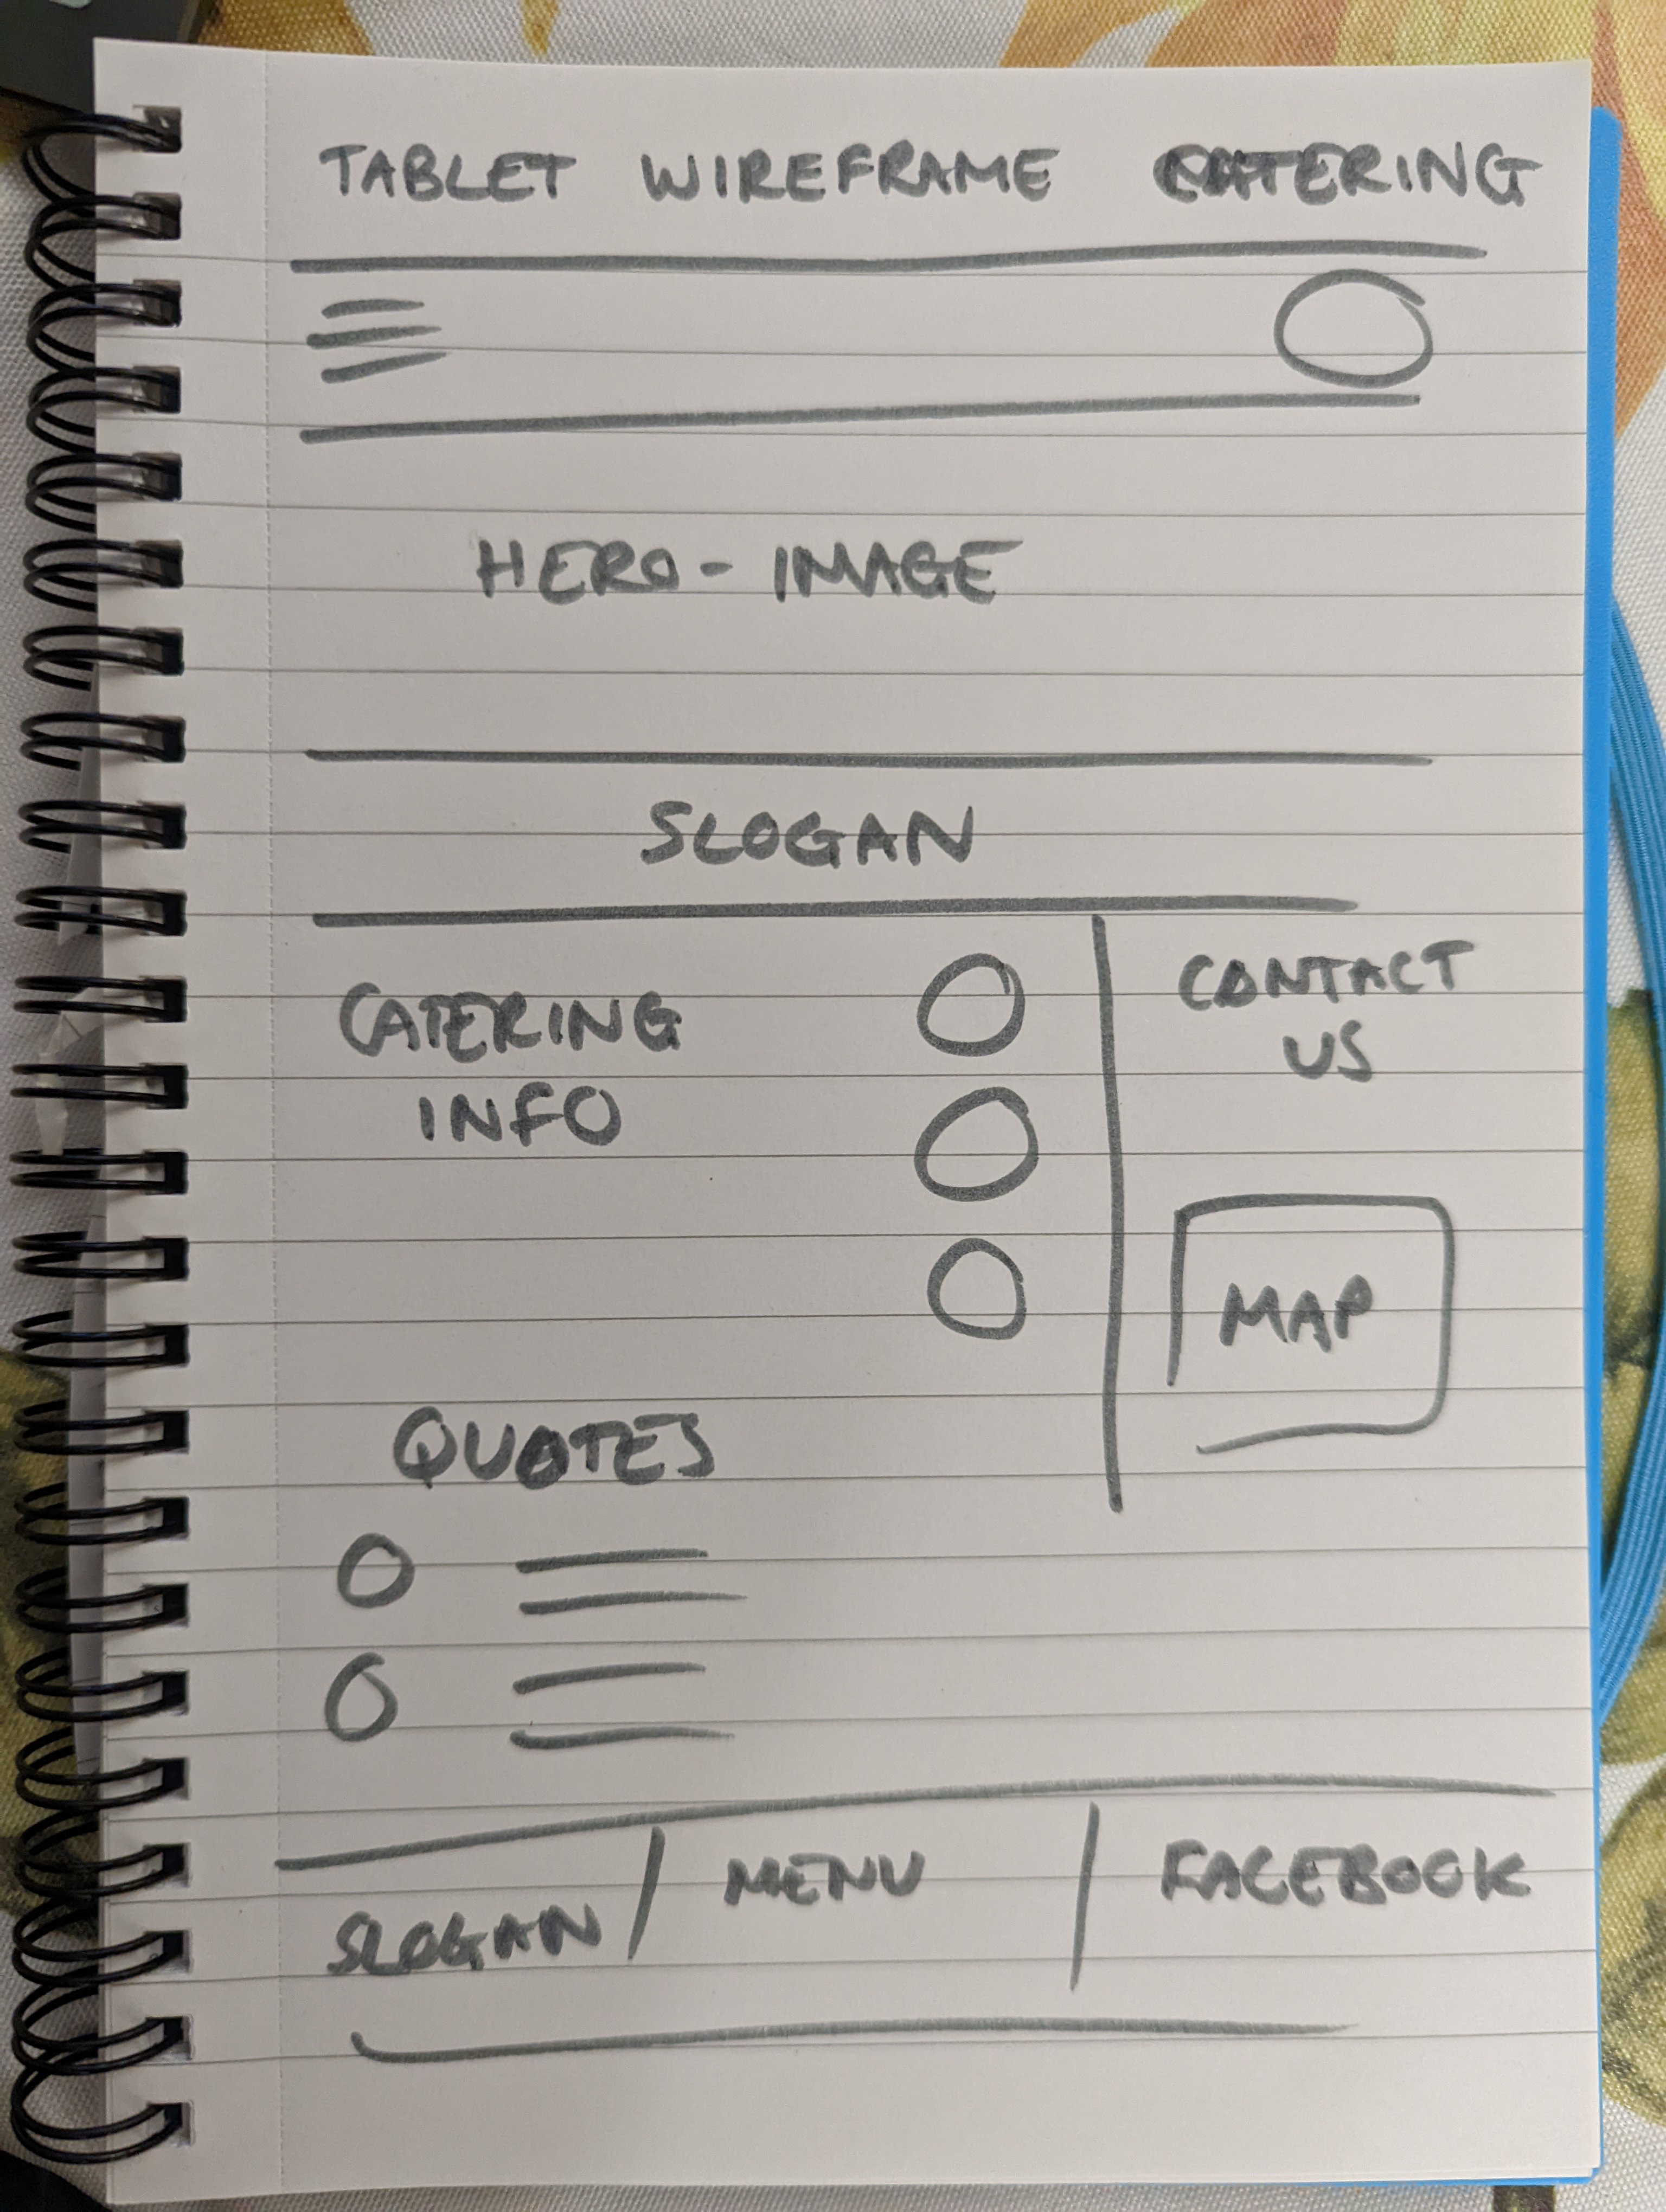 TABLET WIREFRAME CATERING
HERO-IMAGE
SLOGAN
CATERING
INFO
CONTACT
US
MAP
QUOTES
SLOGAN
MENU
FACEBOOK